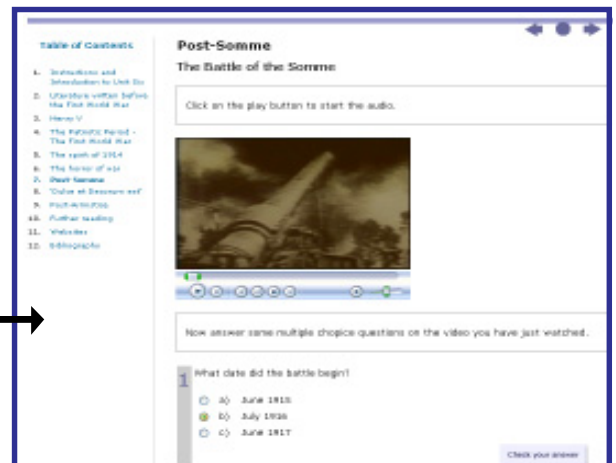 Table of Contents
1. Instructions and
Introduction to Unit Six
2. Literature written before
the First World War
3. Henry V
4. The Patriotic Period -
The First World War
5. The spirit of 1914
6. The horror of war
7. Post-Somme
8. 'Dulce et Decorum est'
9. Post-Armistice
10. Further reading
11. Websites
12. Bibliography
Post-Somme
The Battle of the Somme
Click on the play button to start the audio.
Now answer some multiple chopice questions on the video you have just watched.
1 What date did the battle begin?
a) June 1915
b) July 1916
c) June 1917
Check your answer